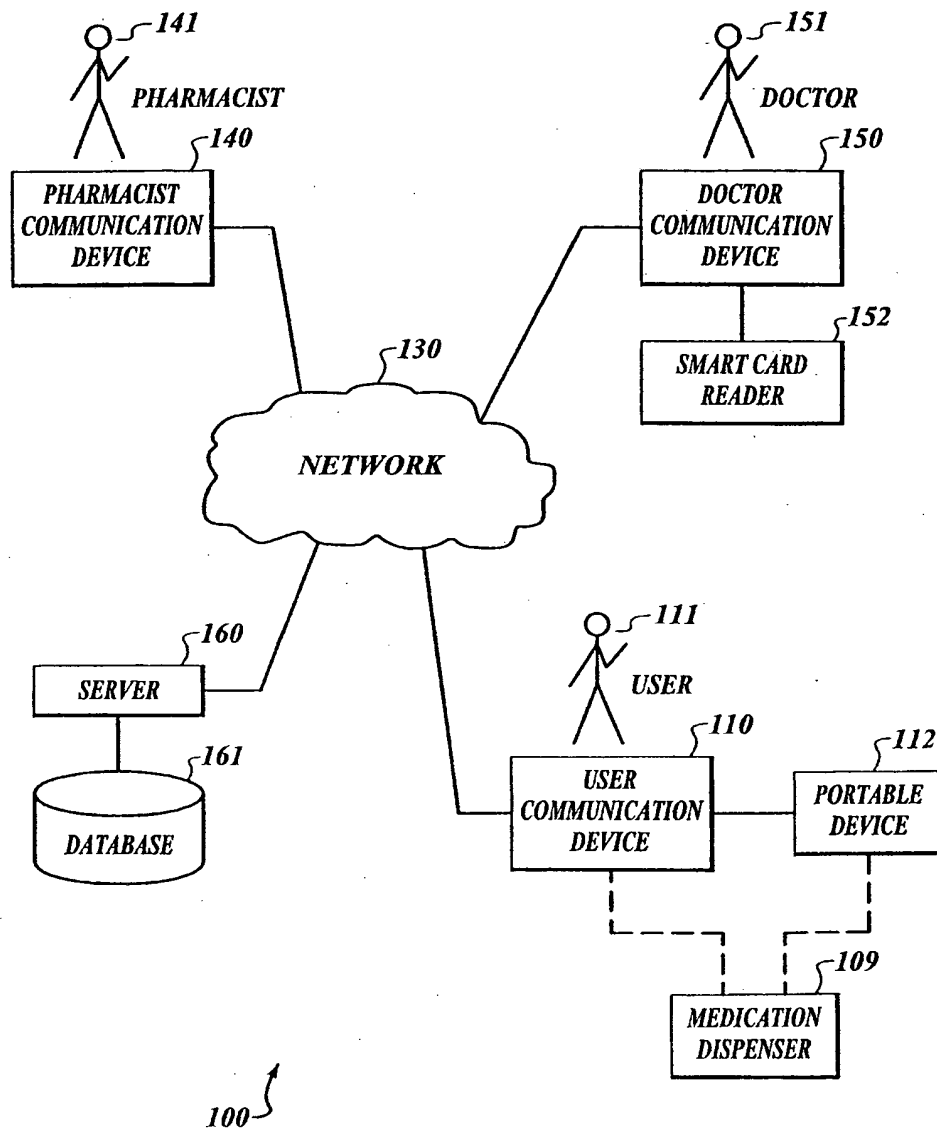 141
PHARMACIST
140
PHARMACIST
COMMUNICATION
DEVICE
151
DOCTOR
150
DOCTOR
COMMUNICATION
DEVICE
152
SMART CARD
READER
130
NETWORK
160
SERVER
161
DATABASE
111
USER
110
USER
COMMUNICATION
DEVICE
112
PORTABLE
DEVICE
109
MEDICATION
DISPENSER
100